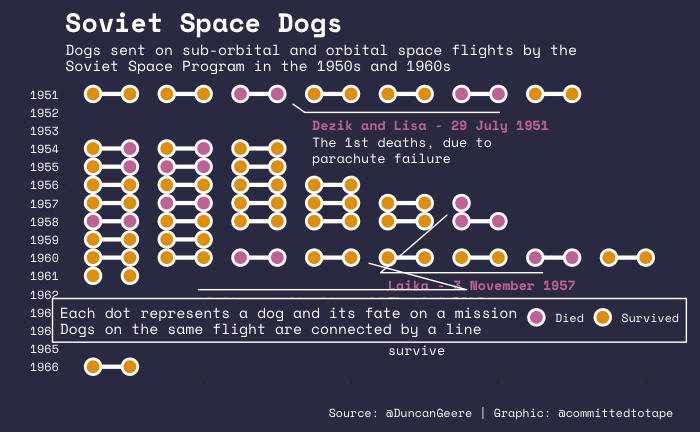 Soviet Space Dogs
Dogs sent on sub-orbital and orbital space flights by the
Soviet Space Program in the 1950s and 1960s
1951
1952
Dezik and Lisa - 29 July 1951
1953
The 1st deaths, due to
1954
parachute failure
1955
1956
1957
1958
1959
1960
1961
Laika - 3 November 1957
1962
196
Each dot represents a dog and its fate on a mission
Died
Survived
196
Dogs on the same flight are connected by a line
1965
survive
1966
Source: @DuncanGeere | Graphic: @committedtotape